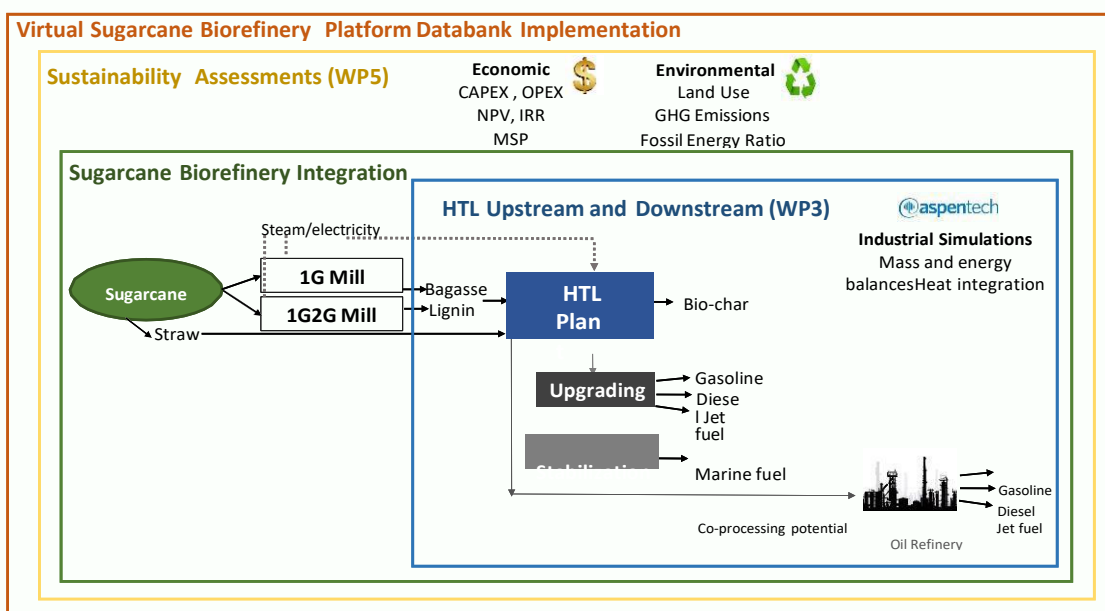 Virtual Sugarcane Biorefinery Platform Databank Implementation
Sustainability Assessments (WP5)
Economic
CAPEX , OPEX
NPV, IRR
MSP
Environmental
Land Use
GHG Emissions
Fossil Energy Ratio
Sugarcane Biorefinery Integration
HTL Upstream and Downstream (WP3)
aspentech
Industrial Simulations
Mass and energy
balancesHeat integration
Steam/electricity
Sugarcane
1G Mill
1G2G Mill
Bagasse
Lignin
Straw
HTL
Plan
Bio-char
Upgrading
Gasoline
Diese
l Jet
fuel
Marine fuel
Co-processing potential
Oil Refinery
Gasoline
Diesel
Jet fuel